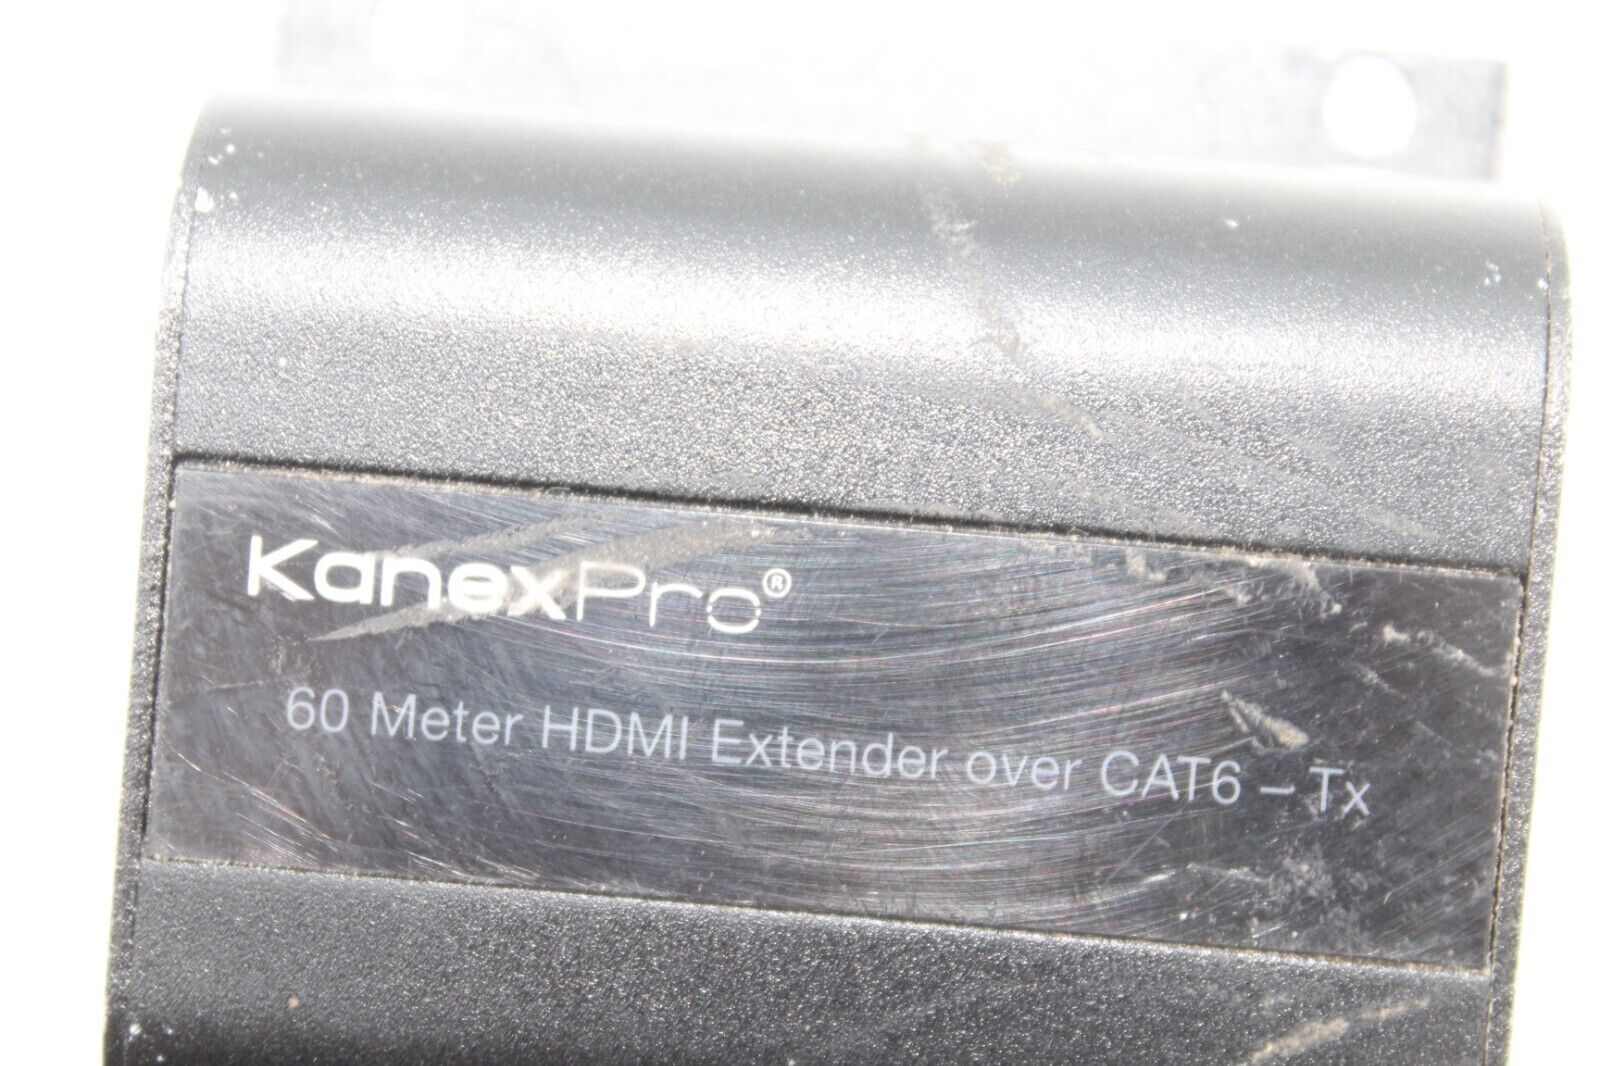 KanexPro®
60 Meter HDMI Extender over CAT6 – Tx